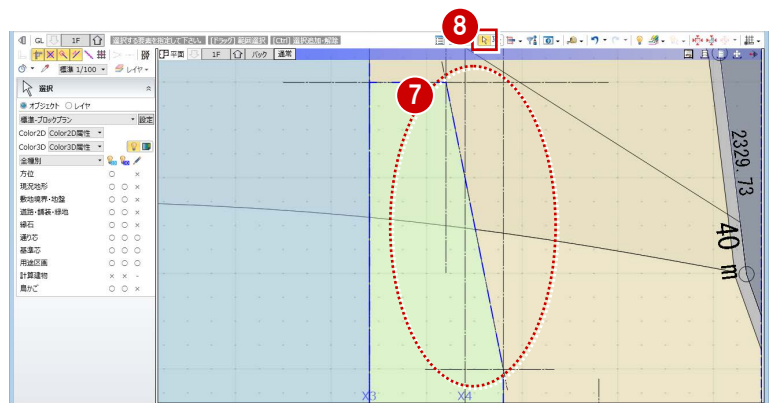 8
GL 1F 選択する要素を指定して下さい。 [[ドラッグ]範囲選択 [[Ctrl] 選択追加・解除
平面 1F バック 通常
標準 1/100 レイヤ
選択
オブジェクト レイヤ
標準-ブロックプラン 設定
Color2D Color2D属性
Color3D Color3D属性
全種別
方位 ○ ×
現況地形 ○ ○ ×
敷地境界・地盤 ○ ○ ×
道路・舗装・緑地 ○ ○ ×
縁石 ○ ○ ×
通り芯 ○ ○ ○
基準芯 ○ ○ ○
用途区画 ○ ○ ○
計算建物 × × -
鳥かご ○ ○ ×
7
2329.73
40 m
X3 X4